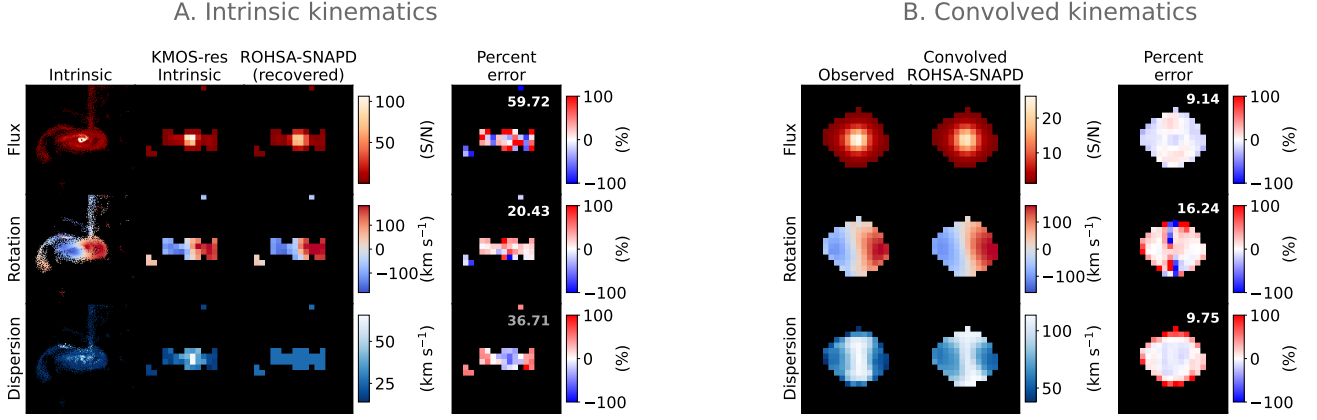 A. Intrinsic kinematics
B. Convolved kinematics
Intrinsic
KMOS-res
Intrinsic
ROHSA-SNAPD
(recovered)
Percent
error
Observed
Convolved
ROHSA-SNAPD
Percent
error
Flux
100
50
(S/N)
59.72
100
0
−100
(%)
Flux
20
10
(S/N)
9.14
100
0
−100
(%)
Rotation
100
0
−100
(km s⁻¹)
20.43
100
0
−100
(%)
Rotation
100
0
−100
(km s⁻¹)
16.24
100
0
−100
(%)
Dispersion
50
25
(km s⁻¹)
36.71
100
0
−100
(%)
Dispersion
100
50
(km s⁻¹)
9.75
100
0
−100
(%)